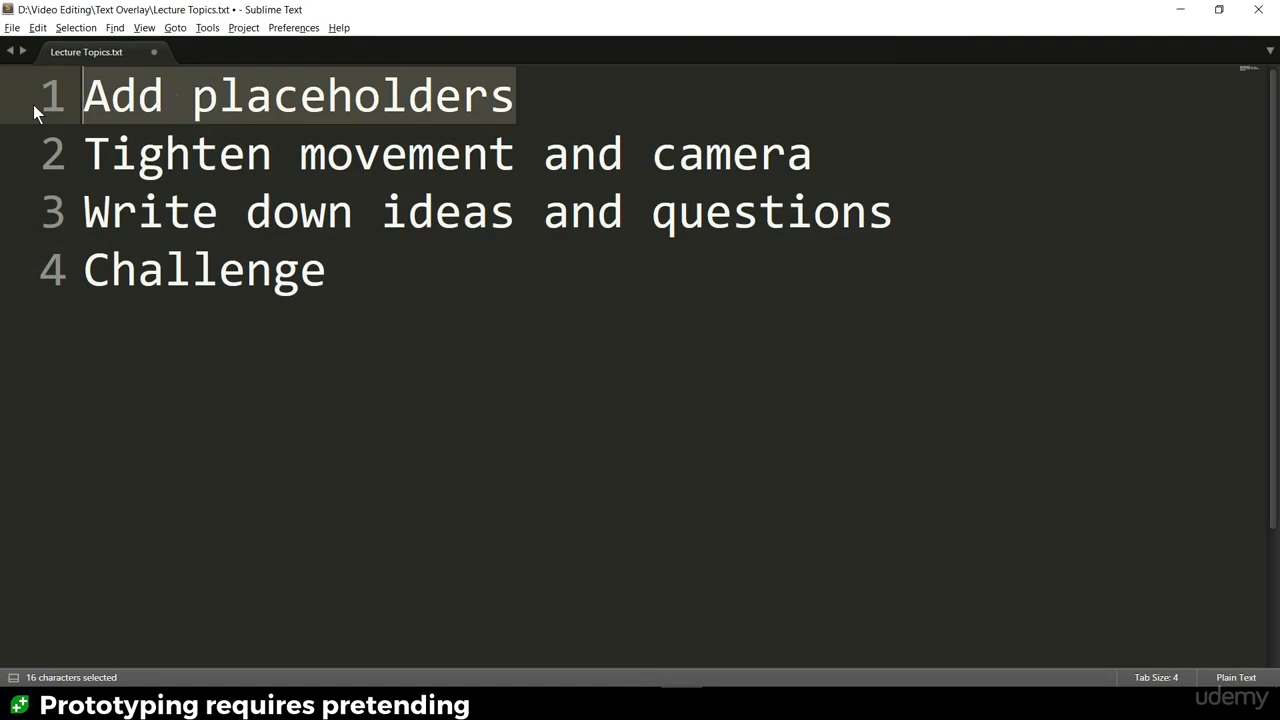 D:\Video Editing\Text Overlay\Lecture Topics.txt • - Sublime Text
File Edit Selection Find View Goto Tools Project Preferences Help
Lecture Topics.txt
1 Add placeholders
2 Tighten movement and camera
3 Write down ideas and questions
4 Challenge
16 characters selected Tab Size: 4 Plain Text
Prototyping requires pretending
udemy